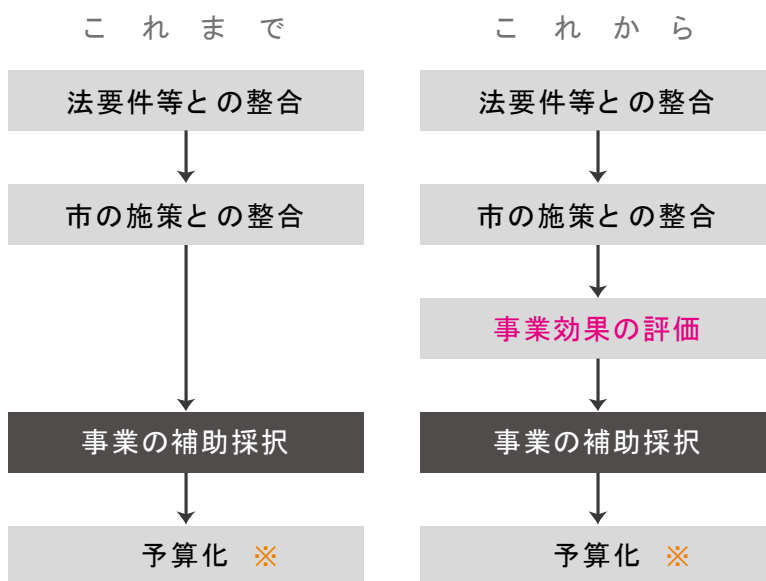 これまで
法要件等との整合
市の施策との整合
事業の補助採択
予算化 ※
これから
法要件等との整合
市の施策との整合
事業効果の評価
事業の補助採択
予算化 ※